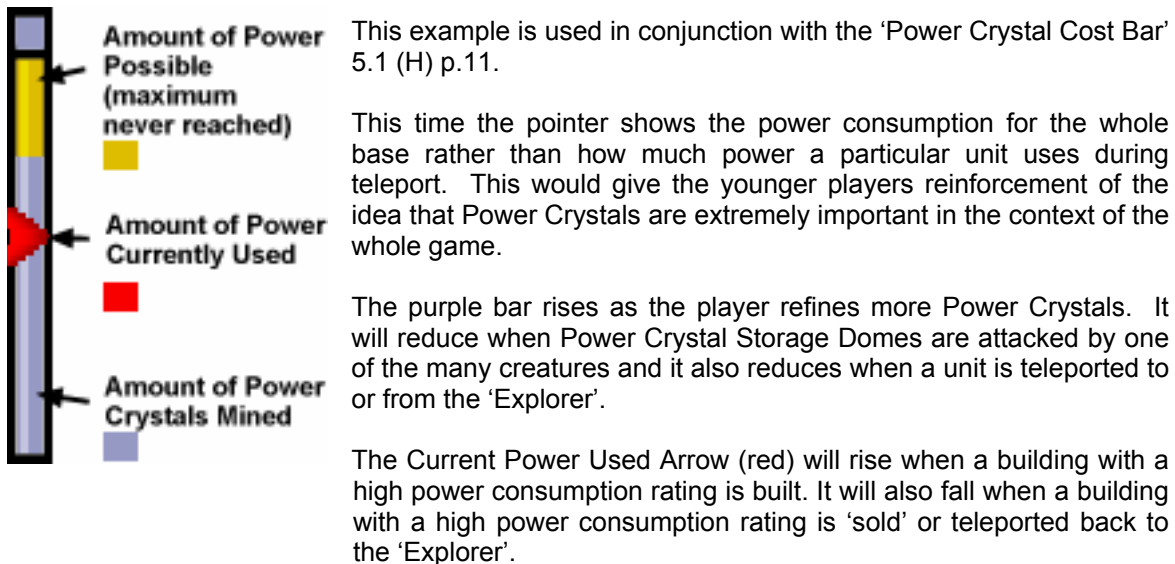 Amount of Power
Possible
(maximum
never reached)
Amount of Power
Currently Used
Amount of Power
Crystals Mined
This example is used in conjunction with the ‘Power Crystal Cost Bar’
5.1 (H) p.11.
This time the pointer shows the power consumption for the whole
base rather than how much power a particular unit uses during
teleport. This would give the younger players reinforcement of the
idea that Power Crystals are extremely important in the context of the
whole game.
The purple bar rises as the player refines more Power Crystals. It
will reduce when Power Crystal Storage Domes are attacked by one
of the many creatures and it also reduces when a unit is teleported to
or from the ‘Explorer’.
The Current Power Used Arrow (red) will rise when a building with a
high power consumption rating is built. It will also fall when a building
with a high power consumption rating is ‘sold’ or teleported back to
the ‘Explorer’.